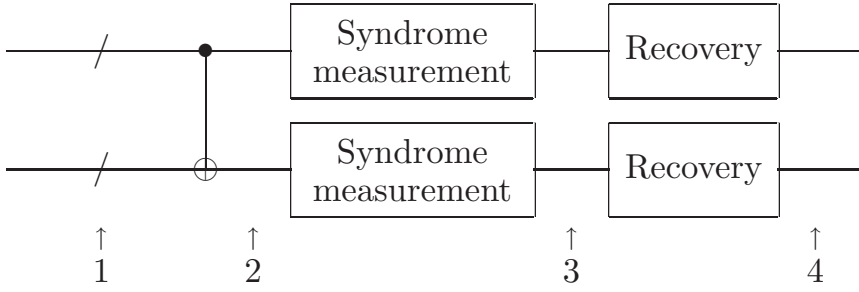 Syndrome
measurement
Recovery
Syndrome
measurement
Recovery
↑ ↑ ↑ ↑
1 2 3 4